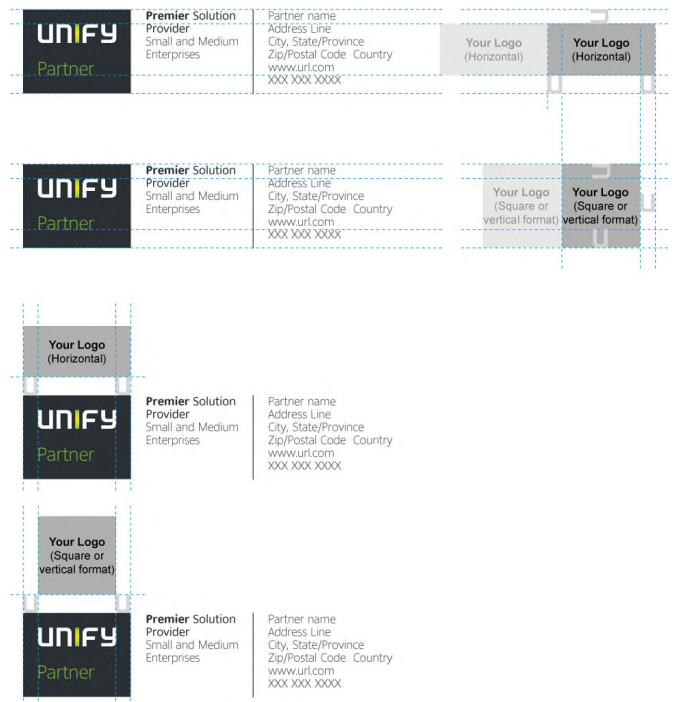 UNIFY
Partner
Premier Solution
Provider
Small and Medium
Enterprises
Partner name
Address Line
City, State/Province
Zip/Postal Code Country
www.url.com
XXX XXX XXXX
Your Logo
(Horizontal)
Your Logo
(Horizontal)
UNIFY
Partner
Premier Solution
Provider
Small and Medium
Enterprises
Partner name
Address Line
City, State/Province
Zip/Postal Code Country
www.url.com
XXX XXX XXXX
Your Logo
(Square or
vertical format)
Your Logo
(Square or
vertical format)
Your Logo
(Horizontal)
UNIFY
Partner
Premier Solution
Provider
Small and Medium
Enterprises
Partner name
Address Line
City, State/Province
Zip/Postal Code Country
www.url.com
XXX XXX XXXX
Your Logo
(Square or
vertical format)
UNIFY
Partner
Premier Solution
Provider
Small and Medium
Enterprises
Partner name
Address Line
City, State/Province
Zip/Postal Code Country
www.url.com
XXX XXX XXXX